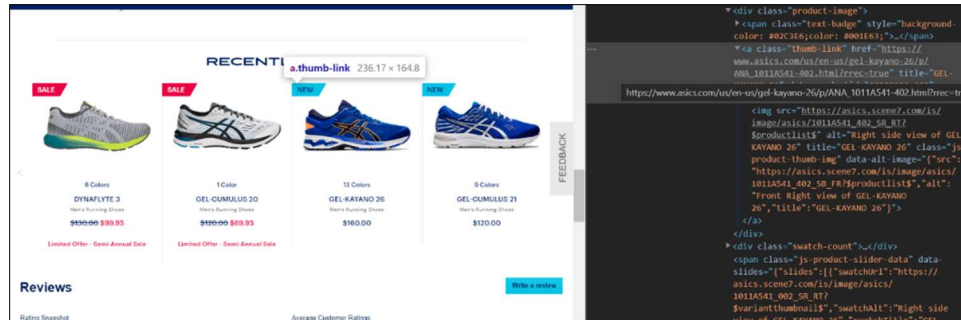 RECENTL
a.thumb-link 236.17 × 164.8
SALE
SALE
NEW
NEW
6 Colors
1 Color
13 Colors
9 Colors
DYNAFLYTE 3
GEL-CUMULUS 20
GEL-KAYANO 26
GEL-CUMULUS 21
Men's Running Shoes
Men's Running Shoes
Men's Running Shoes
Men's Running Shoes
$130.00 $99.95
$120.00 $69.95
$160.00
$120.00
Limited Offer - Semi Annual Sale
Limited Offer - Semi Annual Sale
FEEDBACK
Reviews
Write a review
Rating Snapshot
Average Customer Ratings
▼<div class="product-image">
▶<span class="text-badge" style="background-
color: #02C3E6;color: #001E63;">…</span>
▼<a class="thumb-link" href="https://
www.asics.com/us/en-us/gel-kayano-26/p/
ANA_1011A541-402.html?rrec=true" title="GEL-
https://www.asics.com/us/en-us/gel-kayano-26/p/ANA_1011A541-402.html?rrec=tr
<img src="https://asics.scene7.com/is/
image/asics/1011A541_402_SR_RT?
$productlist$" alt="Right side view of GEL
KAYANO 26" title="GEL-KAYANO 26" class="js
product-thumb-img" data-alt-image="{"src":
"https://asics.scene7.com/is/image/asics/
1011A541_402_SB_FR?$productlist$","alt":
"Front Right view of GEL-KAYANO
26","title":"GEL-KAYANO 26"}">
</a>
</div>
▶<div class="swatch-count">…</div>
<span class="js-product-slider-data" data-
slides="{"slides":[{"swatchUrl":"https://
asics.scene7.com/is/image/asics/
1011A541_002_SR_RT?
$variantthumbnail$","swatchAlt":"Right side